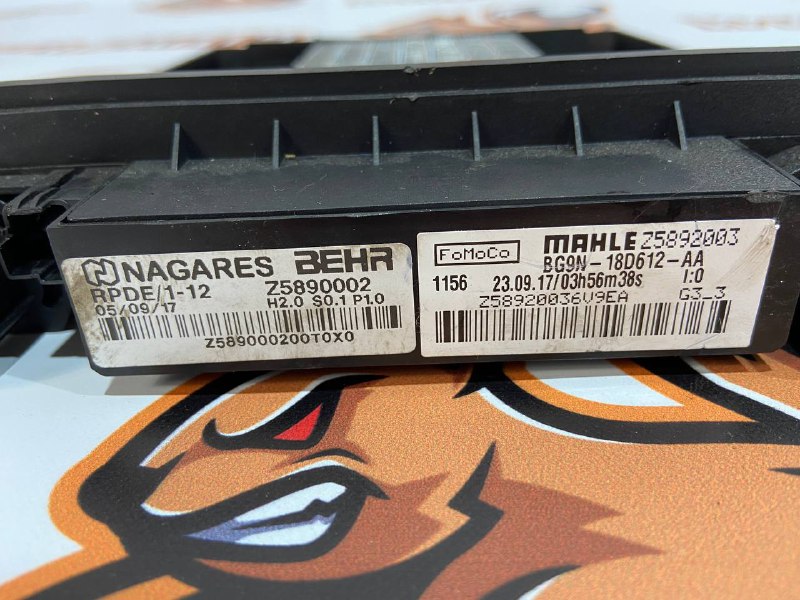 NAGARES BEHR
RPDE/1-12 Z5890002
05/09/17 H2.0 S0.1 P1.0
Z589000200T0X0
FoMoCo MAHLE Z5892003
BG9N-18D612-AA
1156 23.09.17/03h56m38s I:0
Z58920036V9EA G3_3